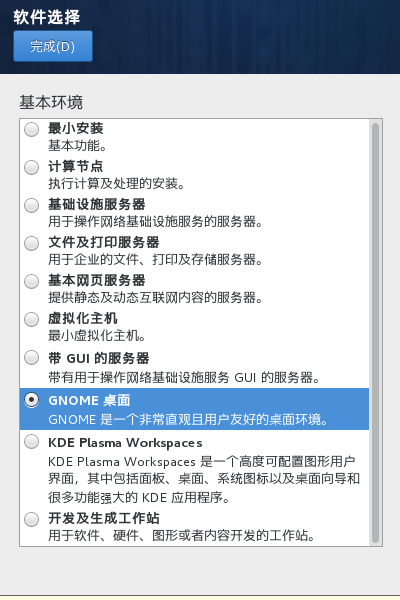 软件选择
完成(D)
基本环境
最小安装
基本功能。
计算节点
执行计算及处理的安装。
基础设施服务器
用于操作网络基础设施服务的服务器。
文件及打印服务器
用于企业的文件、打印及存储服务器。
基本网页服务器
提供静态及动态互联网内容的服务器。
虚拟化主机
最小虚拟化主机。
带 GUI 的服务器
带有用于操作网络基础设施服务 GUI 的服务器。
GNOME 桌面
GNOME 是一个非常直观且用户友好的桌面环境。
KDE Plasma Workspaces
KDE Plasma Workspaces 是一个高度可配置图形用户
界面，其中包括面板、桌面、系统图标以及桌面向导和
很多功能强大的 KDE 应用程序。
开发及生成工作站
用于软件、硬件、图形或者内容开发的工作站。